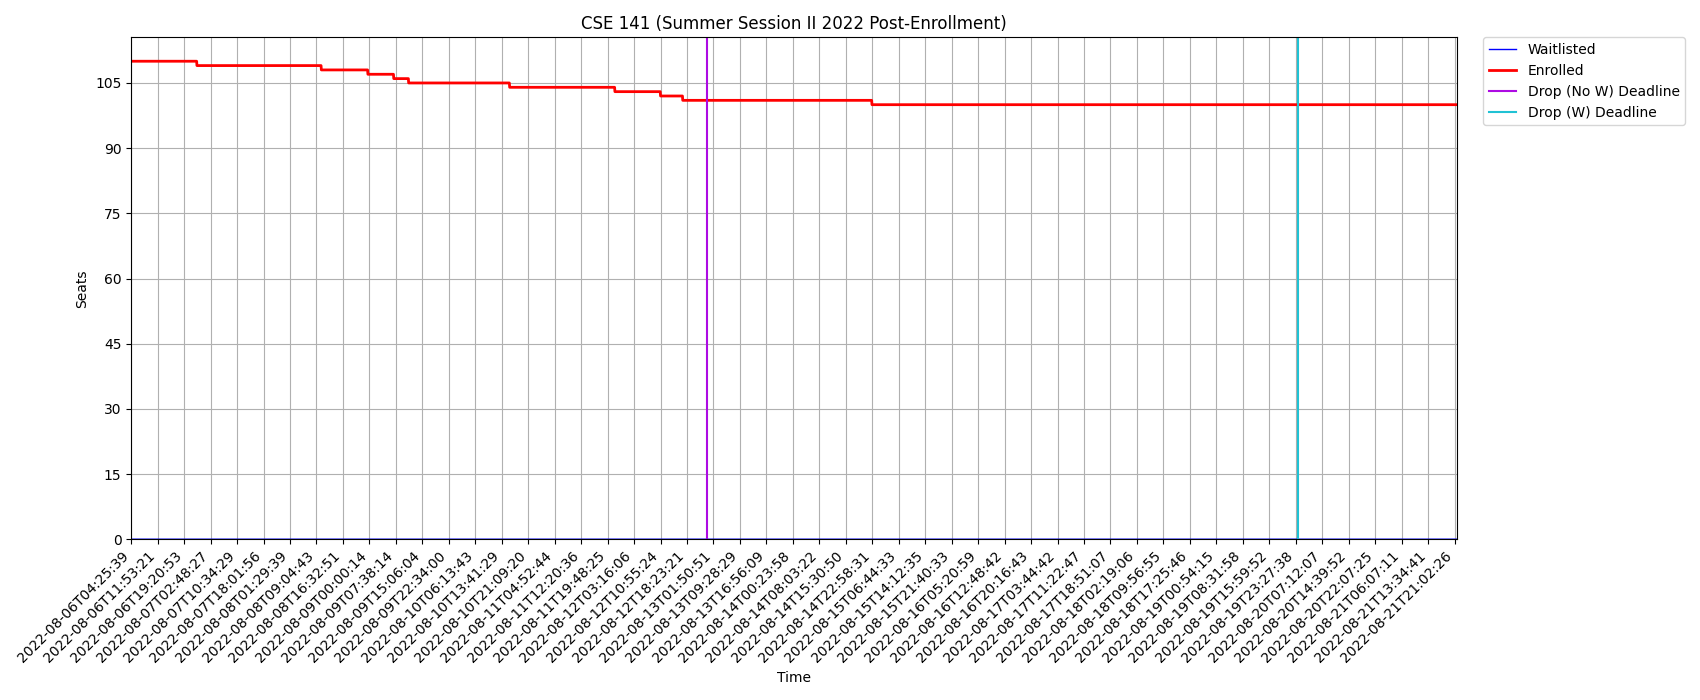 CSE 141 (Summer Session II 2022 Post-Enrollment)
Waitlisted
Enrolled
Drop (No W) Deadline
Drop (W) Deadline
105
90
75
60
45
30
15
0
Seats
2022-08-06T04:25:39
2022-08-06T11:53:21
2022-08-06T19:20:53
2022-08-07T02:48:27
2022-08-07T10:34:29
2022-08-07T18:01:56
2022-08-08T01:29:39
2022-08-08T09:04:43
2022-08-08T16:32:51
2022-08-09T00:00:14
2022-08-09T07:38:14
2022-08-09T15:06:04
2022-08-09T22:34:00
2022-08-10T06:13:43
2022-08-10T13:41:29
2022-08-10T21:09:20
2022-08-11T04:52:44
2022-08-11T12:20:36
2022-08-11T19:48:25
2022-08-12T03:16:06
2022-08-12T10:55:24
2022-08-12T18:23:21
2022-08-13T01:50:51
2022-08-13T09:28:29
2022-08-13T16:56:09
2022-08-14T00:23:58
2022-08-14T08:03:22
2022-08-14T15:30:50
2022-08-14T22:58:31
2022-08-15T06:44:33
2022-08-15T14:12:35
2022-08-15T21:40:33
2022-08-16T05:20:59
2022-08-16T12:48:42
2022-08-16T20:16:43
2022-08-17T03:44:42
2022-08-17T11:22:47
2022-08-17T18:51:07
2022-08-18T02:19:06
2022-08-18T09:56:55
2022-08-18T17:25:46
2022-08-19T00:54:15
2022-08-19T08:31:58
2022-08-19T15:59:52
2022-08-19T23:27:38
2022-08-20T07:12:07
2022-08-20T14:39:52
2022-08-20T22:07:25
2022-08-21T06:07:11
2022-08-21T13:34:41
2022-08-21T21:02:26
Time